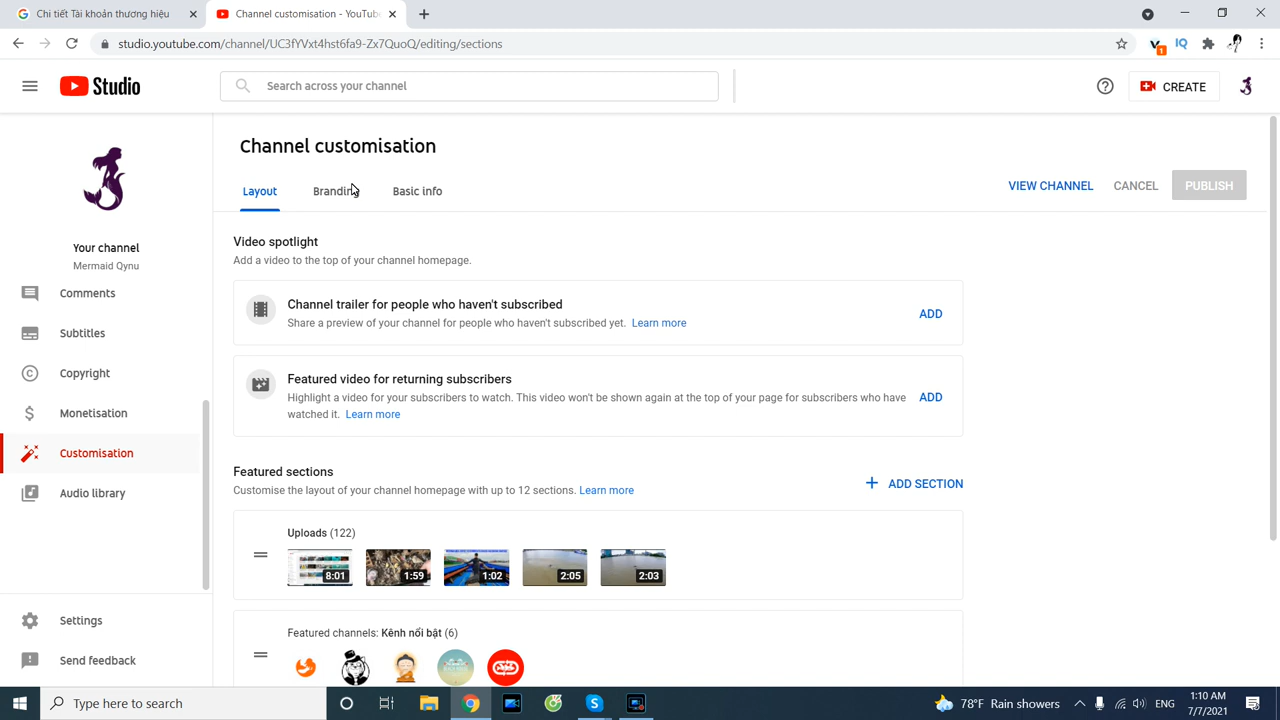 Chi tiết Tài khoản thương hiệu
Channel customisation - YouTube
studio.youtube.com/channel/UC3fYVxt4hst6fa9-Zx7QuoQ/editing/sections
1
IQ
Studio
Search across your channel
CREATE
Channel customisation
Layout
Branding
Basic info
VIEW CHANNEL
CANCEL
PUBLISH
Your channel
Mermaid Qynu
Comments
Subtitles
Copyright
Monetisation
Customisation
Audio library
Settings
Send feedback
Video spotlight
Add a video to the top of your channel homepage.
Channel trailer for people who haven't subscribed
Share a preview of your channel for people who haven't subscribed yet. Learn more
ADD
Featured video for returning subscribers
Highlight a video for your subscribers to watch. This video won't be shown again at the top of your page for subscribers who have
watched it. Learn more
ADD
Featured sections
Customise the layout of your channel homepage with up to 12 sections. Learn more
ADD SECTION
Uploads (122)
8:01
1:59
1:02
2:05
2:03
Featured channels: Kênh nổi bật (6)
Type here to search
78°F Rain showers
ENG
1:10 AM
7/7/2021